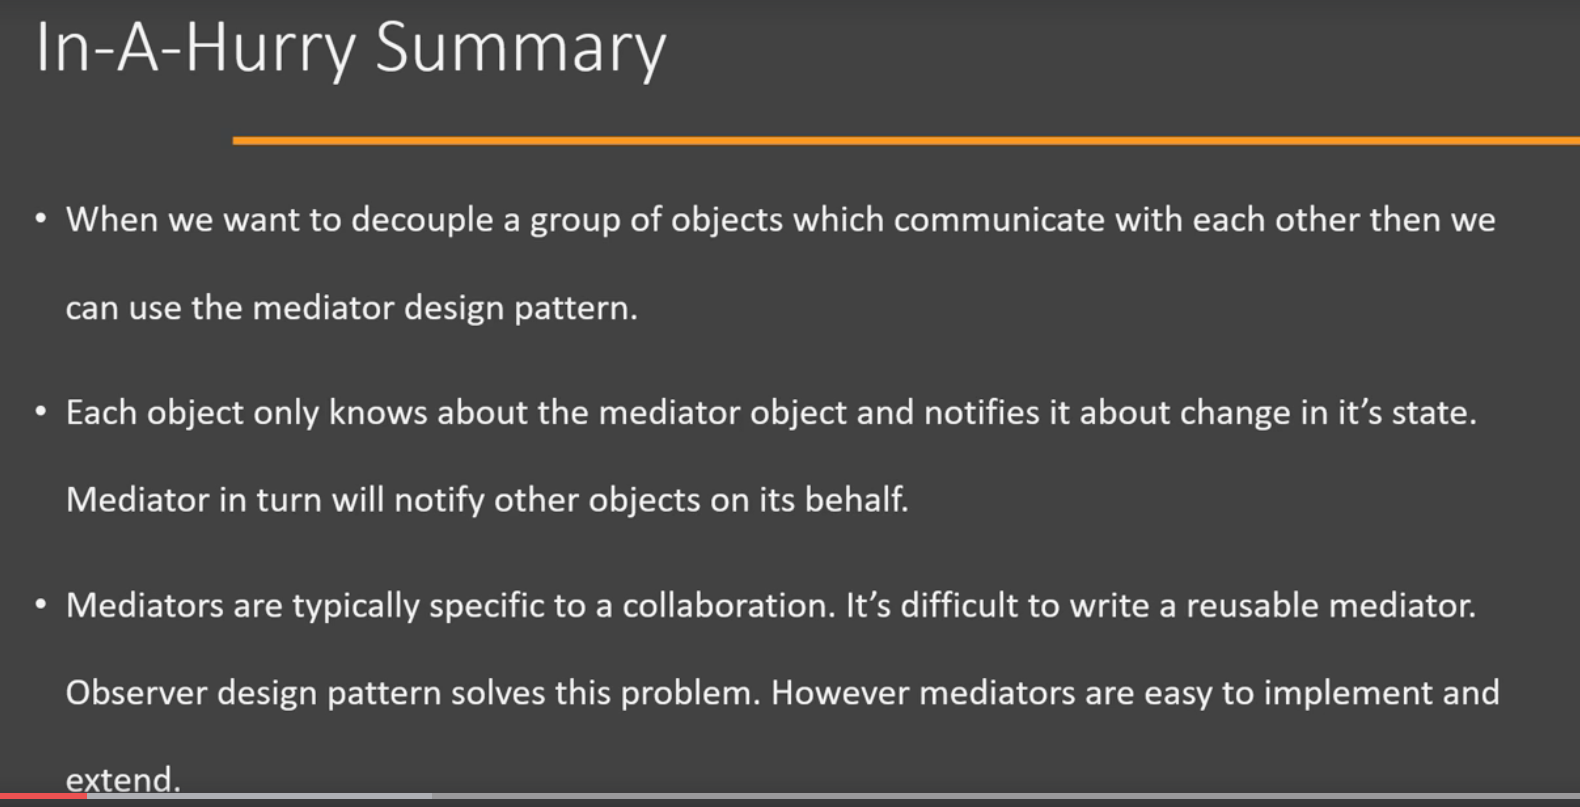 In-A-Hurry Summary
• When we want to decouple a group of objects which communicate with each other then we
can use the mediator design pattern.
• Each object only knows about the mediator object and notifies it about change in it’s state.
Mediator in turn will notify other objects on its behalf.
• Mediators are typically specific to a collaboration. It’s difficult to write a reusable mediator.
Observer design pattern solves this problem. However mediators are easy to implement and
extend.